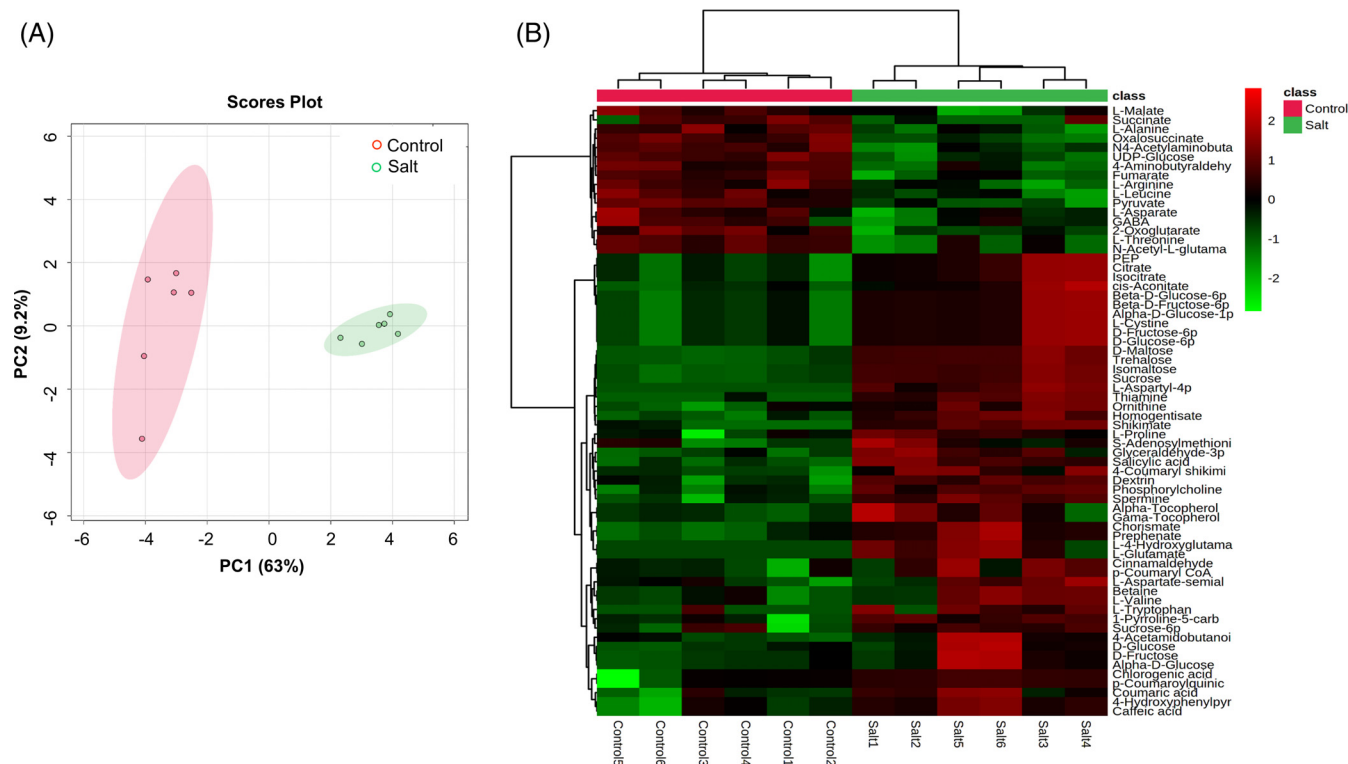 (A)
Scores Plot
Control
Salt
6
4
2
0
-2
-4
-6
PC2 (9.2%)
-6
-4
-2
0
2
4
6
PC1 (63%)
(B)
class
L-Malate
Succinate
L-Alanine
Oxalosuccinate
N4-Acetylaminobuta
UDP-Glucose
4-Aminobutyraldehy
Fumarate
L-Arginine
L-Leucine
Pyruvate
L-Asparate
GABA
2-Oxoglutarate
L-Threonine
N-Acetyl-L-glutama
PEP
Citrate
Isocitrate
cis-Aconitate
Beta-D-Glucose-6p
Beta-D-Fructose-6p
Alpha-D-Glucose-1p
L-Cystine
D-Fructose-6p
D-Glucose-6p
D-Maltose
Trehalose
Isomaltose
Sucrose
L-Aspartyl-4p
Thiamine
Ornithine
Homogentisate
Shikimate
L-Proline
S-Adenosylmethioni
Glyceraldehyde-3p
Salicylic acid
4-Coumaryl shikimi
Dextrin
Phosphorylcholine
Spermine
Alpha-Tocopherol
Gama-Tocopherol
Chorismate
Prephenate
L-4-Hydroxyglutama
L-Glutamate
Cinnamaldehyde
p-Coumaryl CoA
L-Aspartate-semial
Betaine
L-Valine
L-Tryptophan
1-Pyrroline-5-carb
Sucrose-6p
4-Acetamidobutanoi
D-Glucose
D-Fructose
Alpha-D-Glucose
Chlorogenic acid
p-Coumaroylquinic
Coumaric acid
4-Hydroxyphenylpyr
Caffeic acid
Control5
Control6
Control3
Control4
Control1
Control2
Salt1
Salt2
Salt5
Salt6
Salt3
Salt4
2
1
0
-1
-2
class
Control
Salt